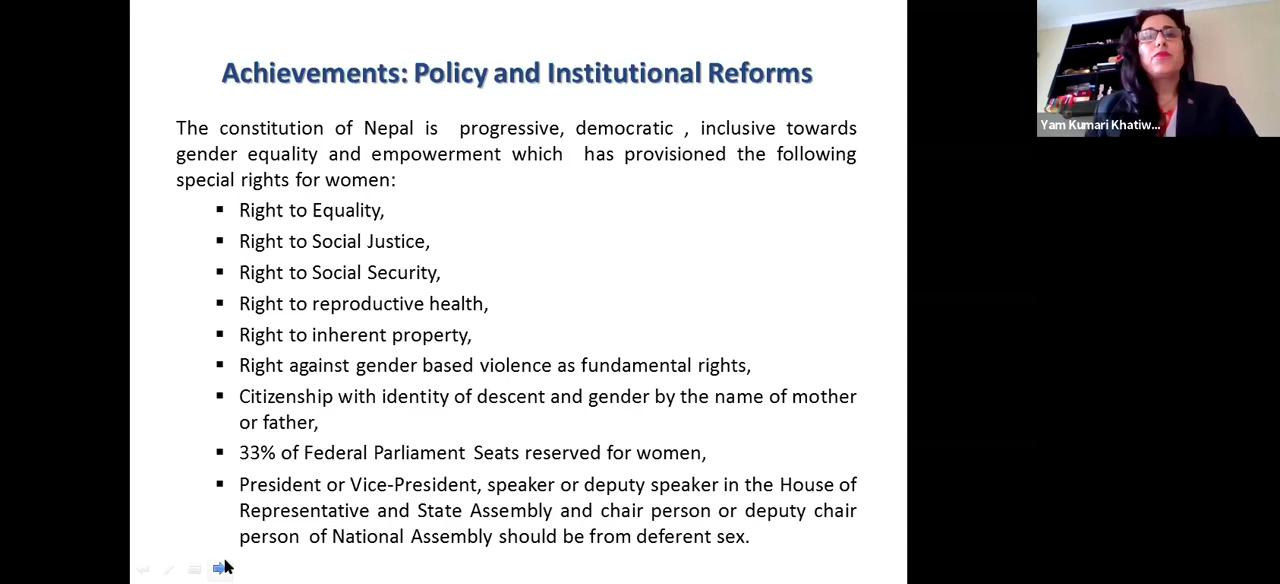 Achievements: Policy and Institutional Reforms
Yam Kumari Khatiw...
The constitution of Nepal is progressive, democratic , inclusive towards
gender equality and empowerment which has provisioned the following
special rights for women:
▪ Right to Equality,
▪ Right to Social Justice,
▪ Right to Social Security,
▪ Right to reproductive health,
▪ Right to inherent property,
▪ Right against gender based violence as fundamental rights,
▪ Citizenship with identity of descent and gender by the name of mother
or father,
▪ 33% of Federal Parliament Seats reserved for women,
▪ President or Vice-President, speaker or deputy speaker in the House of
Representative and State Assembly and chair person or deputy chair
person of National Assembly should be from deferent sex.